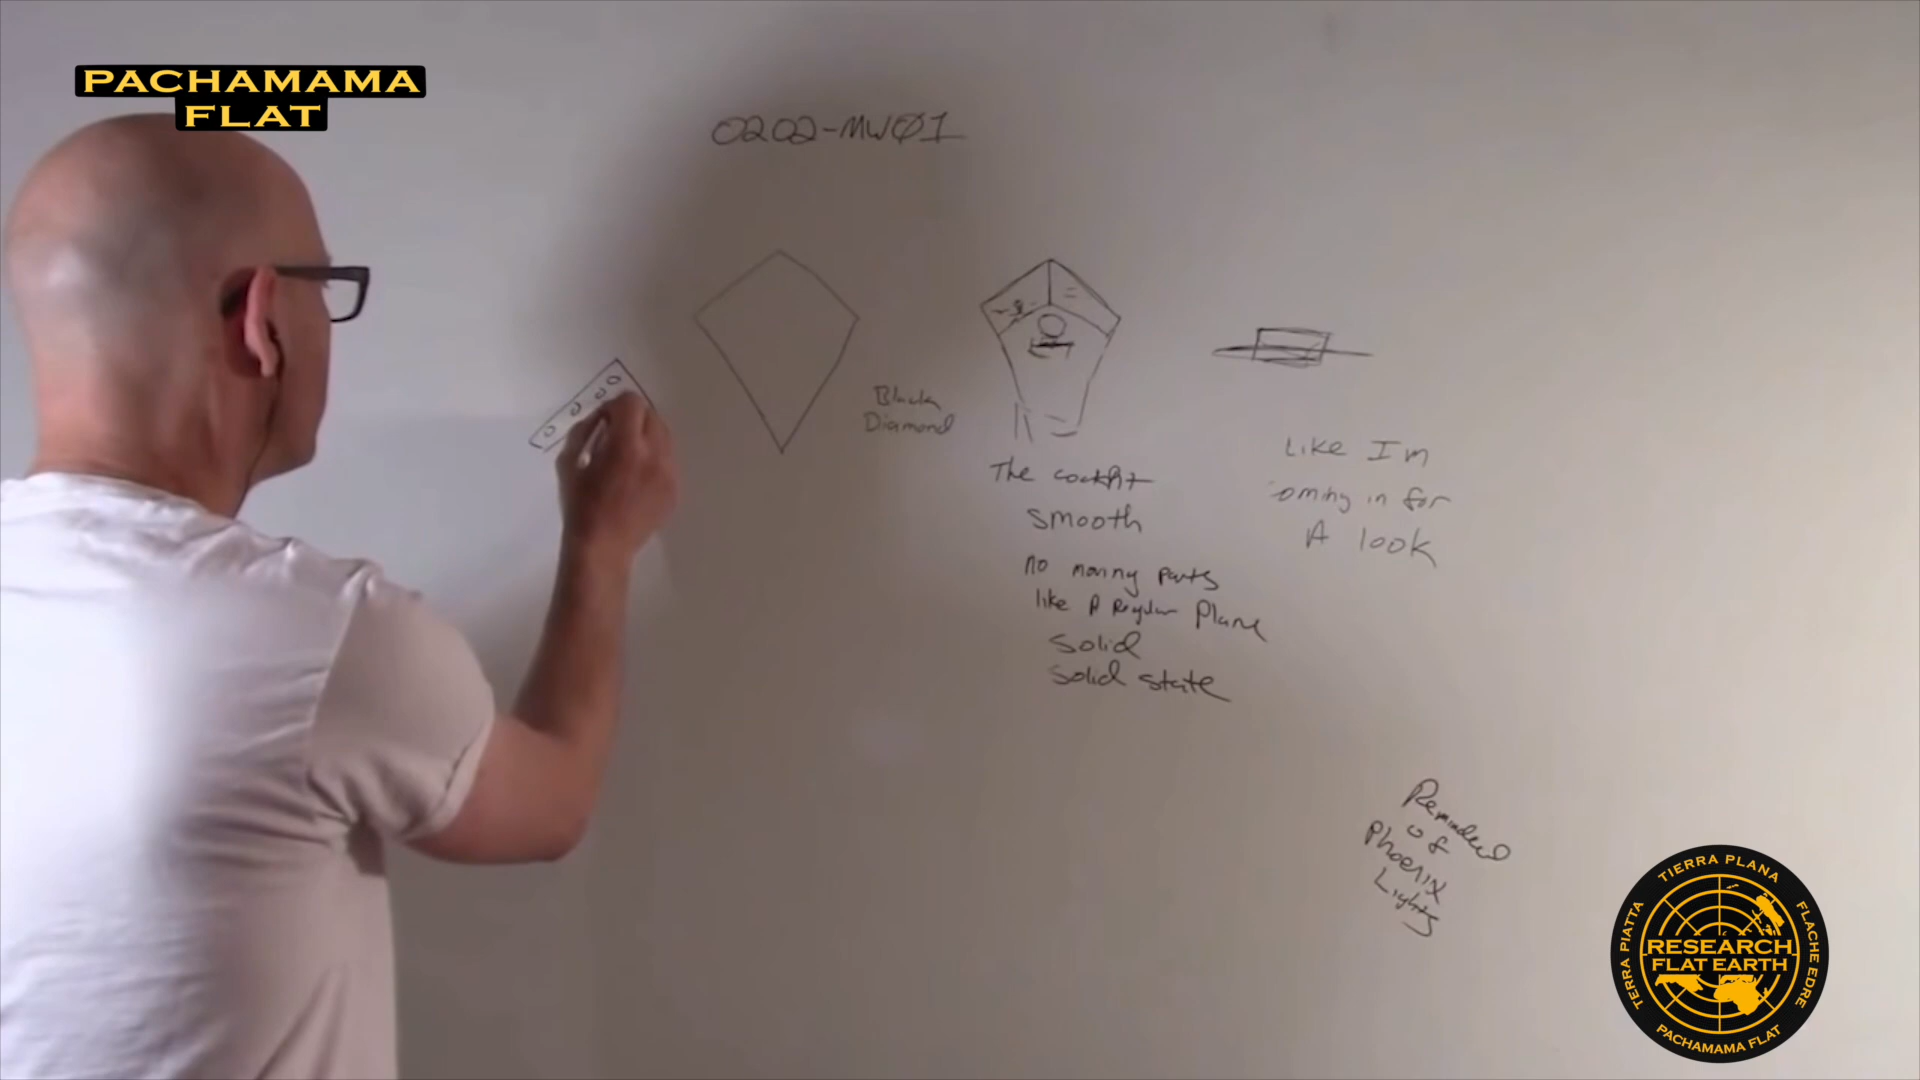 PACHAMAMA
FLAT
0202-MWØ1
Black
Diamond
The cockpit
smooth
no moving parts
like A Regular Plane
solid
solid state
Like I'm
oming in for
A look
Reminded
of
Phoenix
Lights
TIERRA PLANA
TERRA PIATTA
FLACHE EDRE
RESEARCH
FLAT EARTH
PACHAMAMA FLAT